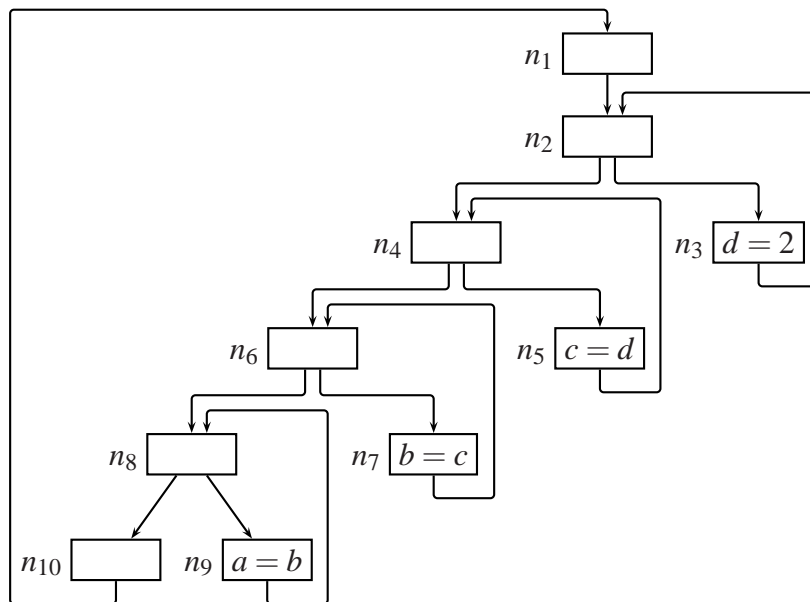 n1
n2
n4
n3 d = 2
n6
n5 c = d
n8
n7 b = c
n10
n9 a = b